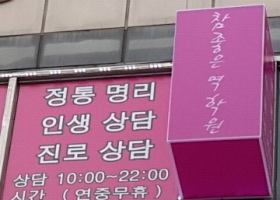 정통 명리
인생 상담
진로 상담
상담 10:00~22:00
시간 ( 연중무휴 )
참좋은 역학원